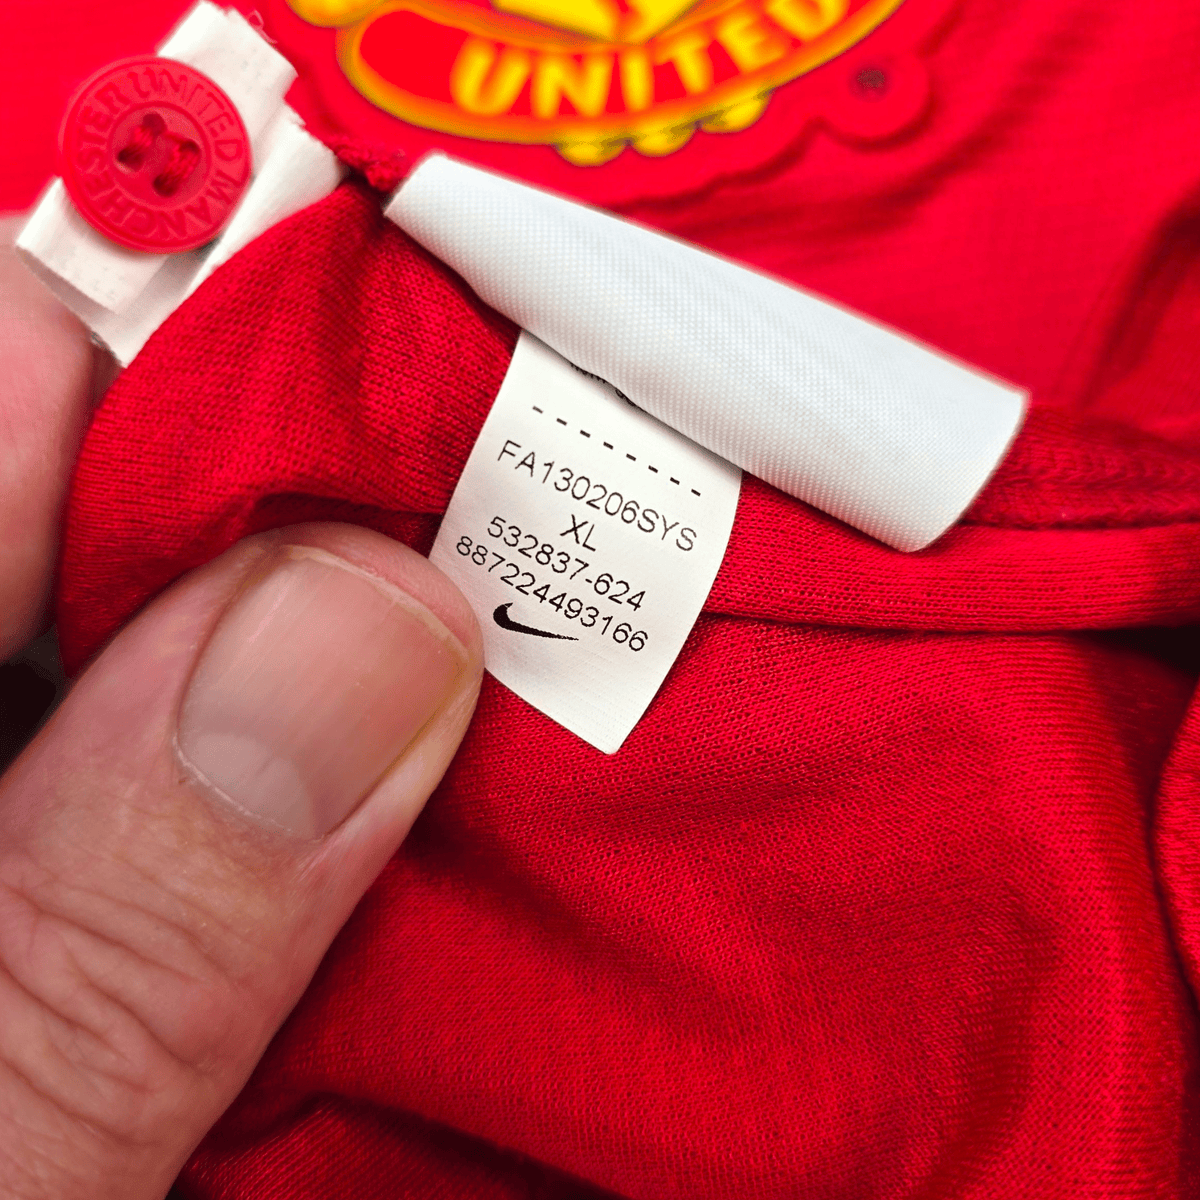 UNITED
MANCHESTER UNITED
FA130206SYS
XL
532837-624
887224493166